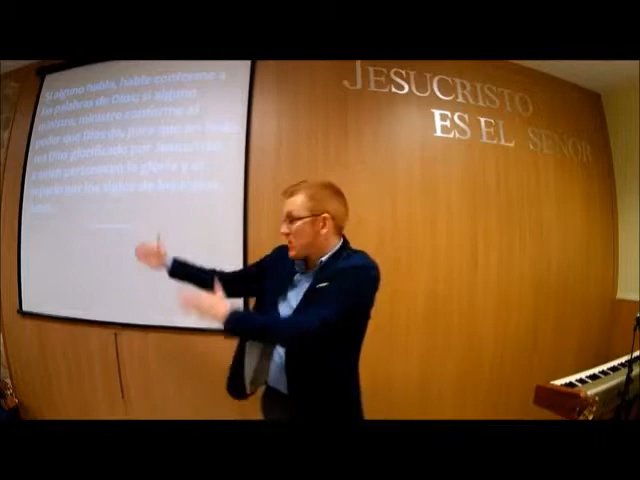 Si alguno habla, hable conforme a
las palabras de Dios; si alguno
ministra, ministre conforme al
poder que Dios da, para que en todo
sea Dios glorificado por Jesucristo,
a quien pertenecen la gloria y el
imperio por los siglos de los siglos.
JESUCRISTO
ES EL SEÑOR